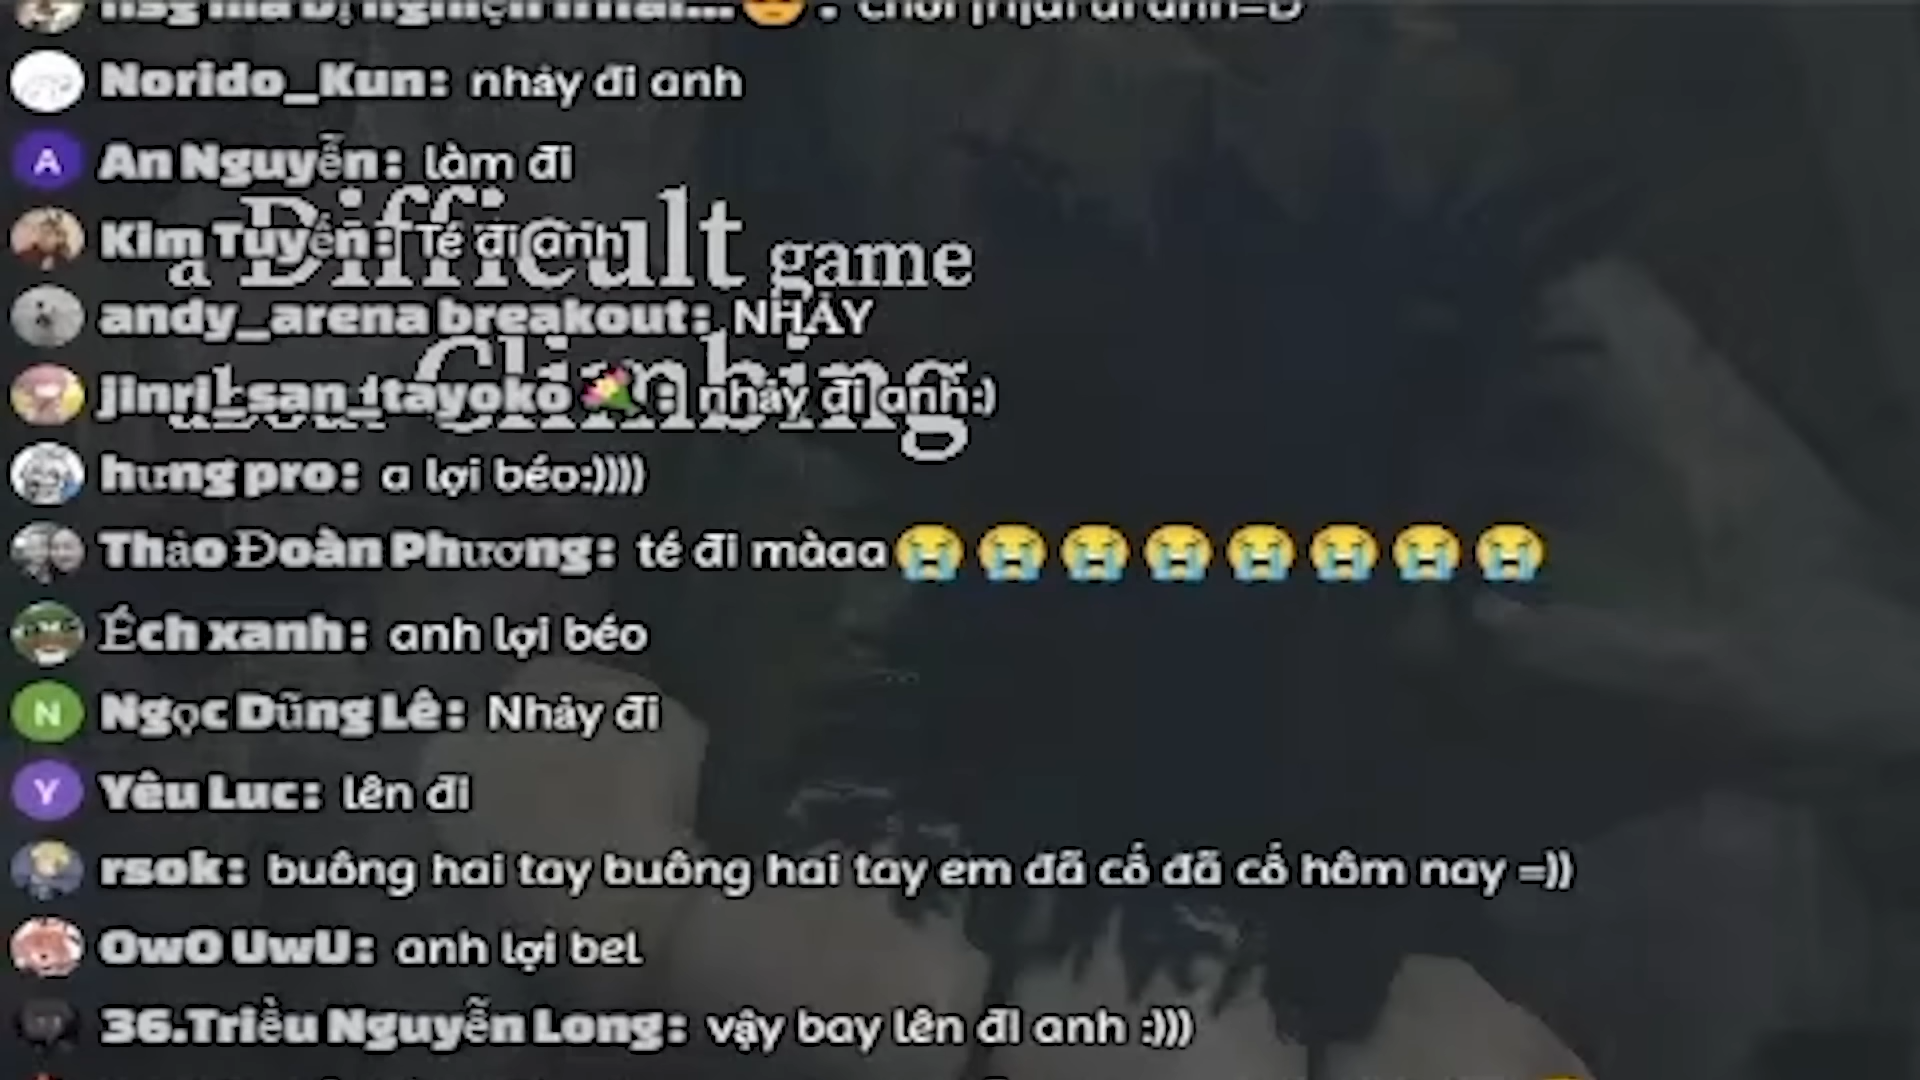 Norido_Kun: nhảy đi anh
An Nguyễn: làm đi
a Difficult game
Kim Tuyến: Té đi anh
andy_arena breakout: NHẢY
about Climbing
jinri_san_tayoko💐: nhảy đi anh:)
hưng pro: a lợi béo:))))
Thảo Đoàn Phương: té đi màaa😭😭😭😭😭😭😭😭
Ếch xanh: anh lợi béo
Ngọc Dũng Lê: Nhảy đi
Yêu Luc: lên đi
rsok: buông hai tay buông hai tay em đã cố đã cố hôm nay =))
OwO UwU: anh lợi bel
36.Triều Nguyễn Long: vậy bay lên đi anh :)))